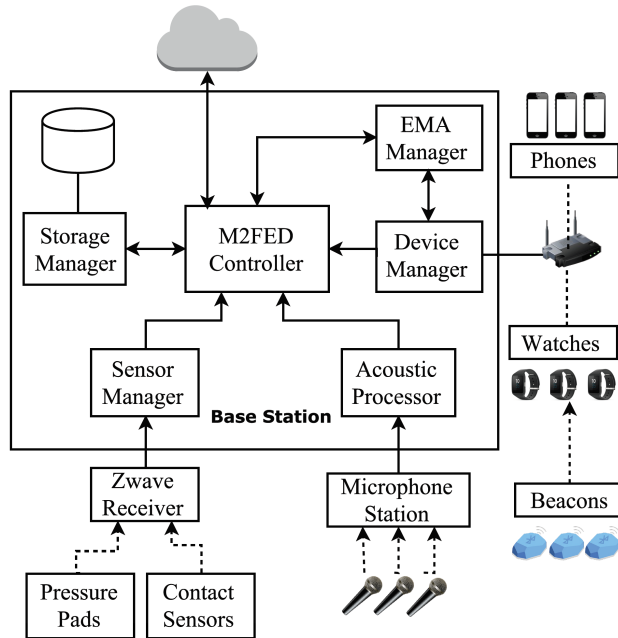 EMA
Manager
Phones
Storage
Manager
M2FED
Controller
Device
Manager
Sensor
Manager
Acoustic
Processor
Watches
Base Station
Zwave
Receiver
Microphone
Station
Beacons
Pressure
Pads
Contact
Sensors